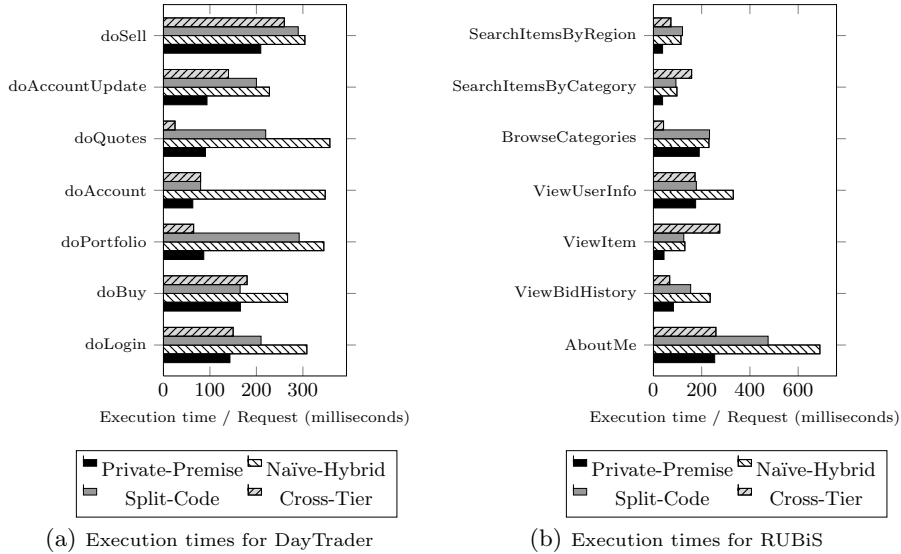 doSell
doAccountUpdate
doQuotes
doAccount
doPortfolio
doBuy
doLogin
0 100 200 300
Execution time / Request (milliseconds)
Private-Premise Naïve-Hybrid
Split-Code Cross-Tier
(a) Execution times for DayTrader
SearchItemsByRegion
SearchItemsByCategory
BrowseCategories
ViewUserInfo
ViewItem
ViewBidHistory
AboutMe
0 200 400 600
Execution time / Request (milliseconds)
Private-Premise Naïve-Hybrid
Split-Code Cross-Tier
(b) Execution times for RUBiS